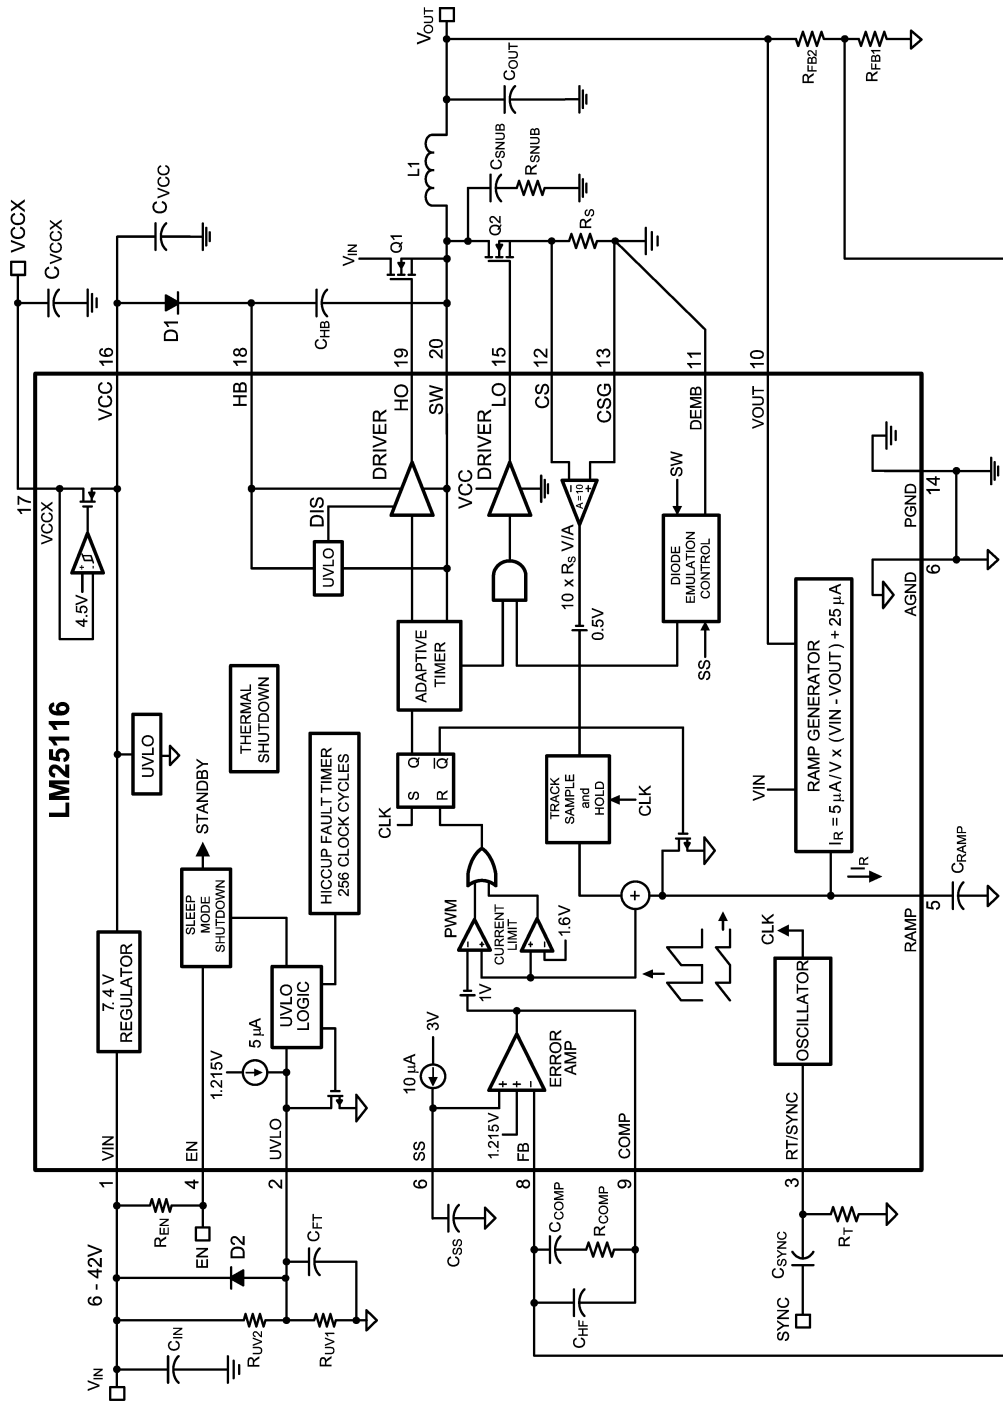 LM25116
6 - 42V
VIN
CIN
RUV2
RUV1
CFT
D2
REN
EN
1
VIN
7.4 V
REGULATOR
4
EN
SLEEP
MODE
SHUTDOWN
STANDBY
2
UVLO
1.215V
5 µA
UVLO
LOGIC
THERMAL
SHUTDOWN
HICCUP FAULT TIMER
256 CLOCK CYCLES
UVLO
4.5V
+
-
VCCX
17
VCCX
CVCCX
VCC
16
CVCC
D1
HB
18
CHB
UVLO
DIS
DRIVER
HO
19
VIN
Q1
SW
20
L1
VOUT
COUT
CSNUB
RSNUB
VCC
DRIVER
LO
15
Q2
CS
12
RS
CSG
13
A = 10
-
+
10 x RS V/A
0.5V
DEMB
11
SW
DIODE
EMULATION
CONTROL
SS
VOUT
10
RFB2
RFB1
ADAPTIVE
TIMER
CLK
S
Q
R
Q
PWM
-
+
CURRENT
LIMIT
+
-
1.6V
1V
TRACK
SAMPLE
and
HOLD
CLK
+
6
SS
CSS
10 µA
3V
1.215V
+
+
-
ERROR
AMP
8
FB
9
COMP
CCOMP
RCOMP
CHF
3
RT/SYNC
OSCILLATOR
CLK
CSYNC
SYNC
RT
VIN
RAMP GENERATOR
IR = 5 µA/V x (VIN - VOUT) + 25 µA
IR
RAMP
5
CRAMP
AGND
6
PGND
14